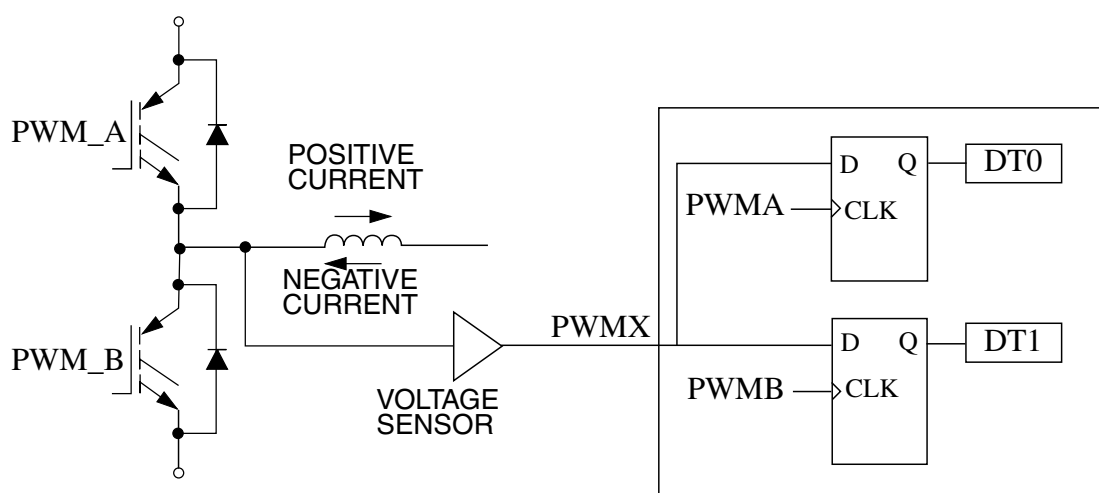 PWM_A
POSITIVE
CURRENT
NEGATIVE
CURRENT
PWM_B
VOLTAGE
SENSOR
PWMX
D
Q
DT0
PWMA
CLK
D
Q
DT1
PWMB
CLK